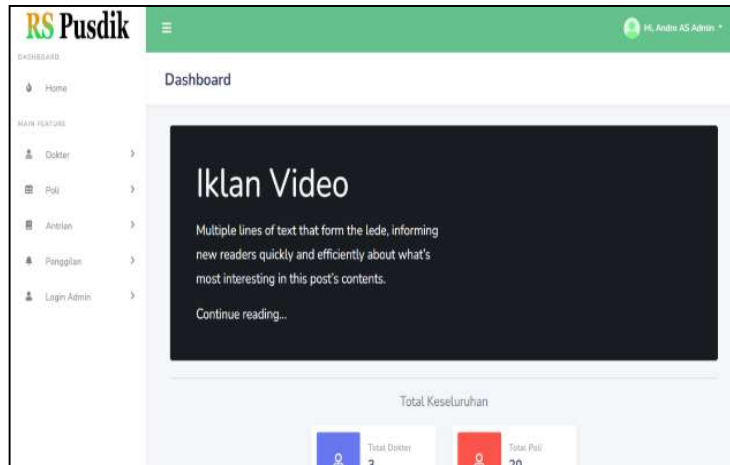 RS Pusdik
Hi, Andre AS Admin
DASHBOARD
Home
MAIN FEATURE
Dokter
Poli
Antrian
Panggilan
Login Admin
Dashboard
Iklan Video
Multiple lines of text that form the lede, informing
new readers quickly and efficiently about what's
most interesting in this post's contents.
Continue reading...
Total Keseluruhan
Total Dokter
3
Total Poli
20